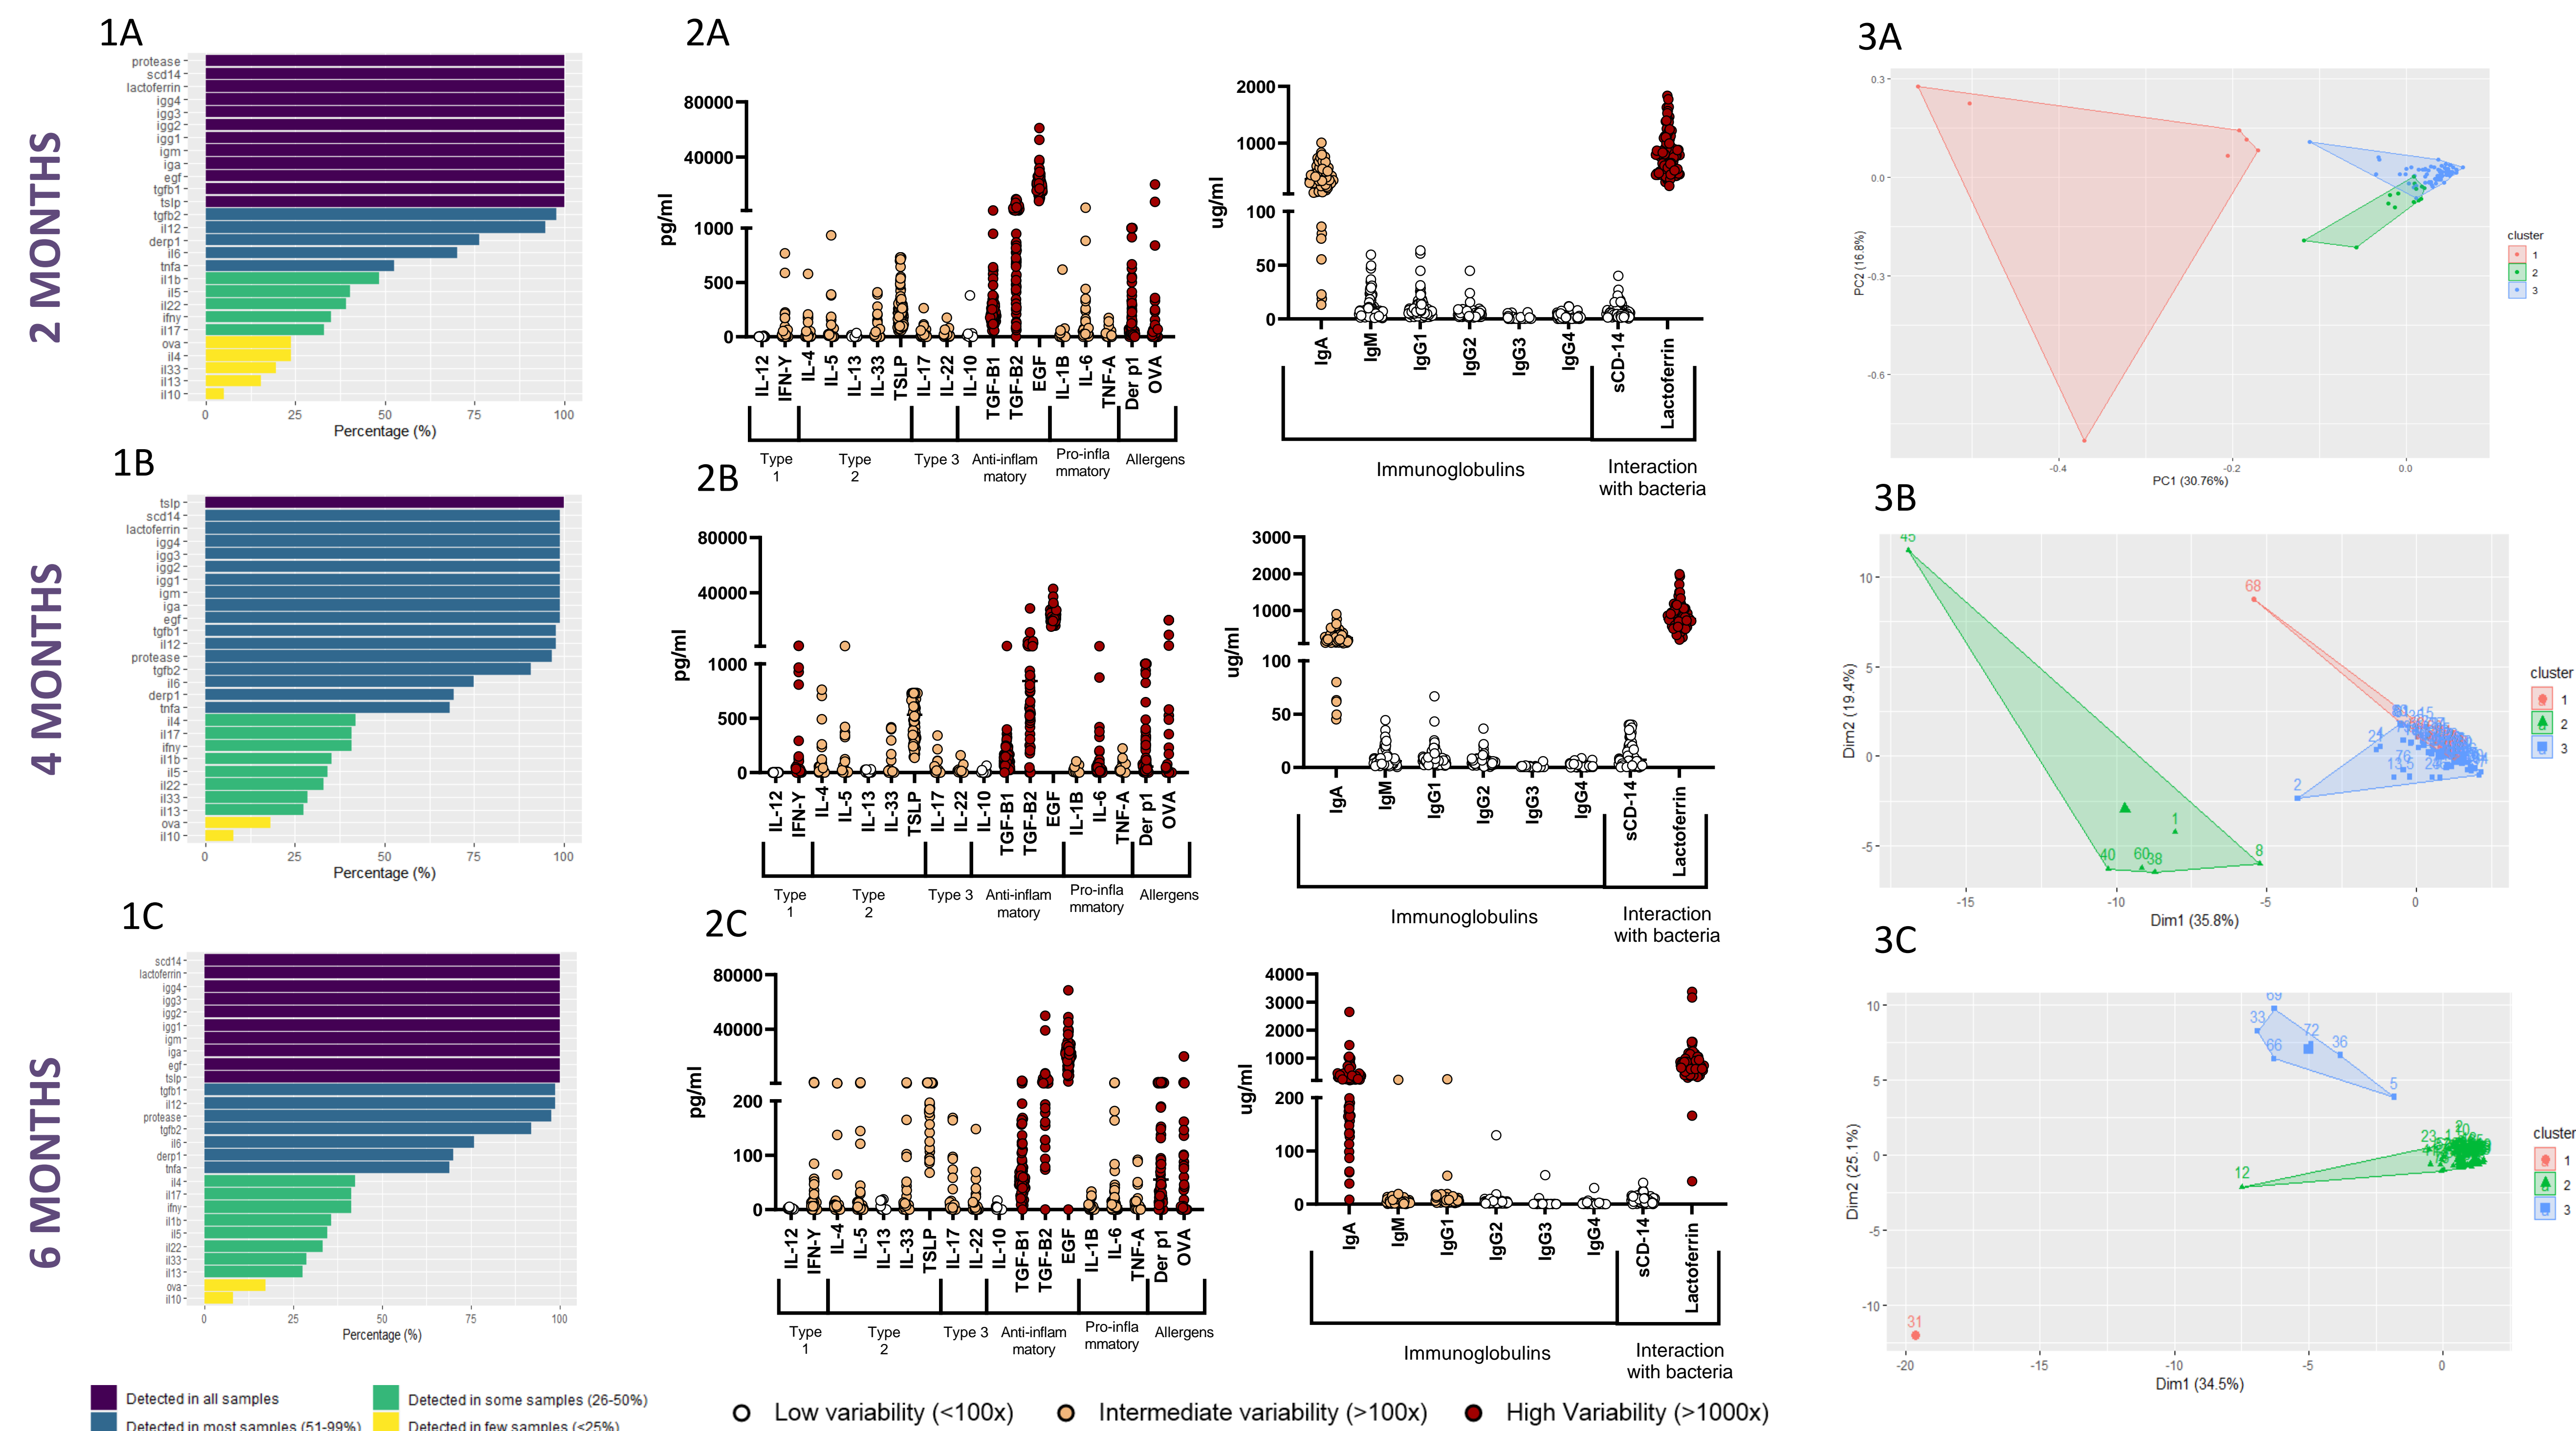 2 MONTHS
1A
protease
scd14
lactoferrin
igg4
igg3
igg2
igg1
igm
iga
egf
tgfb1
tslp
tgfb2
il12
derp1
il6
tnfa
il1b
il5
il22
ifny
il17
ova
il4
il33
il13
il10
0 25 50 75 100
Percentage (%)
2A
80000
40000
1000
500
0
pg/ml
IL-12 IFN-Y IL-4 IL-5 IL-13 IL-33 TSLP IL-17 IL-22 IL-10 TGF-B1 TGF-B2 EGF IL-1B IL-6 TNF-A Der p1 OVA
Type 1
Type 2
Type 3
Anti-inflam
matory
Pro-infla
mmatory
Allergens
2000
1000
100
50
0
ug/ml
IgA IgM IgG1 IgG2 IgG3 IgG4 sCD-14 Lactoferrin
Immunoglobulins
Interaction
with bacteria
3A
0.3
0.0
-0.3
-0.6
PC2 (16.8%)
-0.4 -0.2 0.0
PC1 (30.76%)
cluster
1
2
3
4 MONTHS
1B
tslp
scd14
lactoferrin
igg4
igg3
igg2
igg1
igm
iga
egf
tgfb1
il12
protease
tgfb2
il6
derp1
tnfa
il4
il17
ifny
il1b
il5
il22
il33
il13
ova
il10
0 25 50 75 100
Percentage (%)
2B
80000
40000
1000
500
0
pg/ml
IL-12 IFN-Y IL-4 IL-5 IL-13 IL-33 TSLP IL-17 IL-22 IL-10 TGF-B1 TGF-B2 EGF IL-1B IL-6 TNF-A Der p1 OVA
Type 1
Type 2
Type 3
Anti-inflam
matory
Pro-infla
mmatory
Allergens
3000
2000
1000
100
50
0
ug/ml
IgA IgM IgG1 IgG2 IgG3 IgG4 sCD-14 Lactoferrin
Immunoglobulins
Interaction
with bacteria
3B
45
68
2
1
40 60 38 8
10
5
0
-5
Dim2 (19.4%)
-15 -10 -5 0
Dim1 (35.8%)
cluster
1
2
3
6 MONTHS
1C
scd14
lactoferrin
igg4
igg3
igg2
igg1
igm
iga
egf
tslp
tgfb1
il12
protease
tgfb2
il6
derp1
tnfa
il4
il17
ifny
il1b
il5
il22
il33
il13
ova
il10
0 25 50 75 100
Percentage (%)
2C
80000
40000
200
100
0
pg/ml
IL-12 IFN-Y IL-4 IL-5 IL-13 IL-33 TSLP IL-17 IL-22 IL-10 TGF-B1 TGF-B2 EGF IL-1B IL-6 TNF-A Der p1 OVA
Type 1
Type 2
Type 3
Anti-inflam
matory
Pro-infla
mmatory
Allergens
4000
3000
2000
1000
200
100
0
ug/ml
IgA IgM IgG1 IgG2 IgG3 IgG4 sCD-14 Lactoferrin
Immunoglobulins
Interaction
with bacteria
3C
69
33 72 36
66
5
23
12
31
10
5
0
-5
-10
Dim2 (25.1%)
-20 -15 -10 -5 0
Dim1 (34.5%)
cluster
1
2
3
Detected in all samples
Detected in some samples (26-50%)
Detected in most samples (51-99%)
Detected in few samples (≤25%)
Low variability (<100x)
Intermediate variability (>100x)
High Variability (>1000x)